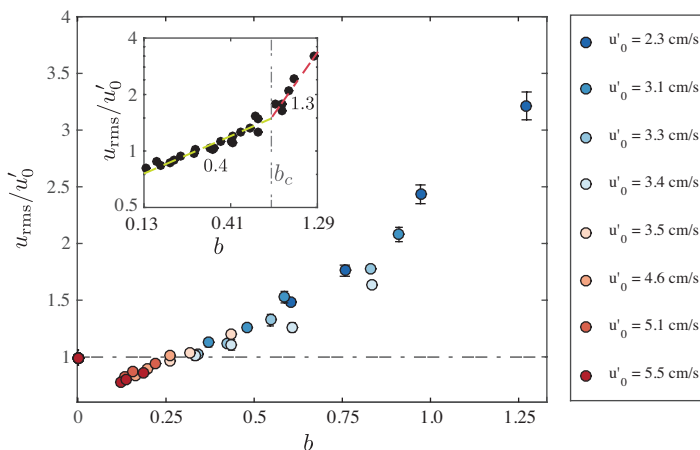 4
3.5
3
2.5
2
1.5
1
0
0 0.25 0.5 0.75 1.0 1.25
b
u_rms/u'_0
4
2
1
0.5
0.13 0.41 1.29
b
u_rms/u'_0
0.4
1.3
b_c
u'_0 = 2.3 cm/s
u'_0 = 3.1 cm/s
u'_0 = 3.3 cm/s
u'_0 = 3.4 cm/s
u'_0 = 3.5 cm/s
u'_0 = 4.6 cm/s
u'_0 = 5.1 cm/s
u'_0 = 5.5 cm/s